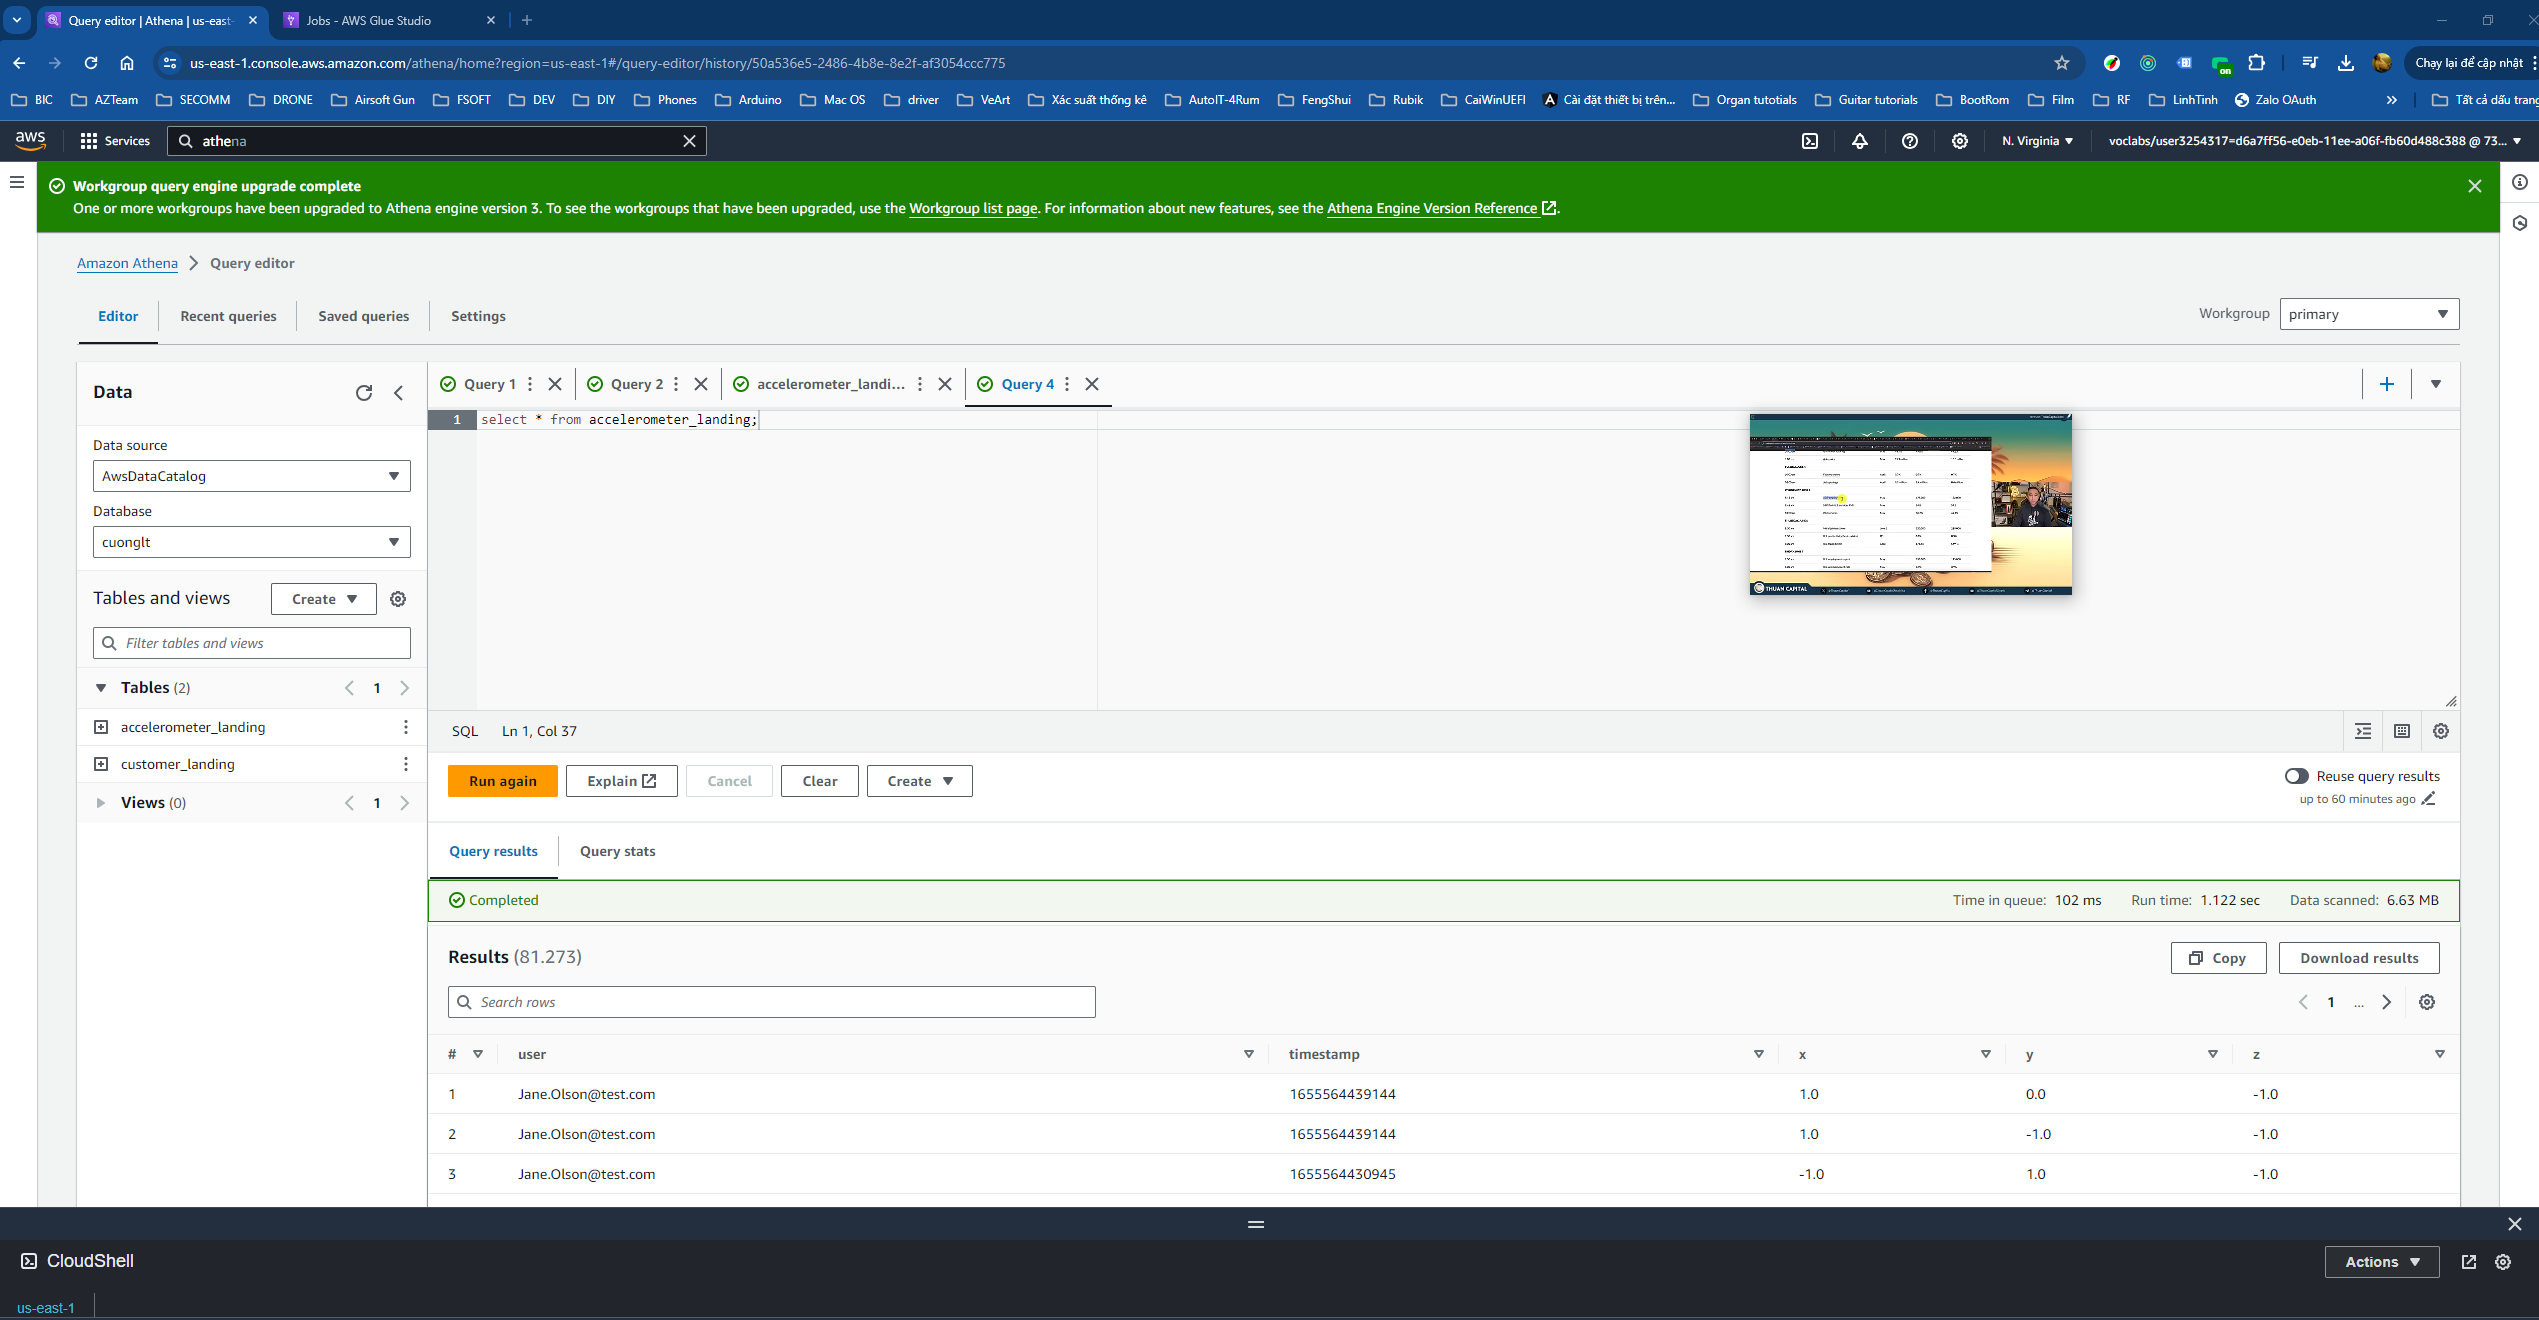 Query editor | Athena | us-east-
Jobs - AWS Glue Studio
us-east-1.console.aws.amazon.com/athena/home?region=us-east-1#/query-editor/history/50a536e5-2486-4b8e-8e2f-af3054ccc775
Chạy lại để cập nhật
BIC AZTeam SECOMM DRONE Airsoft Gun FSOFT DEV DIY Phones Arduino Mac OS driver VeArt Xác suất thống kê AutoIT-4Rum FengShui Rubik CaiWinUEFI Cài đặt thiết bị trên... Organ tutotials Guitar tutorials BootRom Film RF LinhTinh Zalo OAuth » Tất cả dấu trang
aws Services athena N. Virginia voclabs/user3254317=d6a7ff56-e0eb-11ee-a06f-fb60d488c388 @ 73...
Workgroup query engine upgrade complete
One or more workgroups have been upgraded to Athena engine version 3. To see the workgroups that have been upgraded, use the Workgroup list page. For information about new features, see the Athena Engine Version Reference.
Amazon Athena > Query editor
Editor Recent queries Saved queries Settings
Workgroup primary
Data
Data source
AwsDataCatalog
Database
cuonglt
Tables and views Create
Filter tables and views
Tables (2) 1
accelerometer_landing
customer_landing
Views (0) 1
Query 1 Query 2 accelerometer_landi... Query 4
1 select * from accelerometer_landing;
THUAN CAPITAL
SQL Ln 1, Col 37
Run again Explain Cancel Clear Create
Reuse query results
up to 60 minutes ago
Query results Query stats
Completed
Time in queue: 102 ms Run time: 1.122 sec Data scanned: 6.63 MB
Results (81.273)
Copy Download results
Search rows
1 ...
# user timestamp x y z
1 Jane.Olson@test.com 1655564439144 1.0 0.0 -1.0
2 Jane.Olson@test.com 1655564439144 1.0 -1.0 -1.0
3 Jane.Olson@test.com 1655564430945 -1.0 1.0 -1.0
CloudShell
Actions
us-east-1